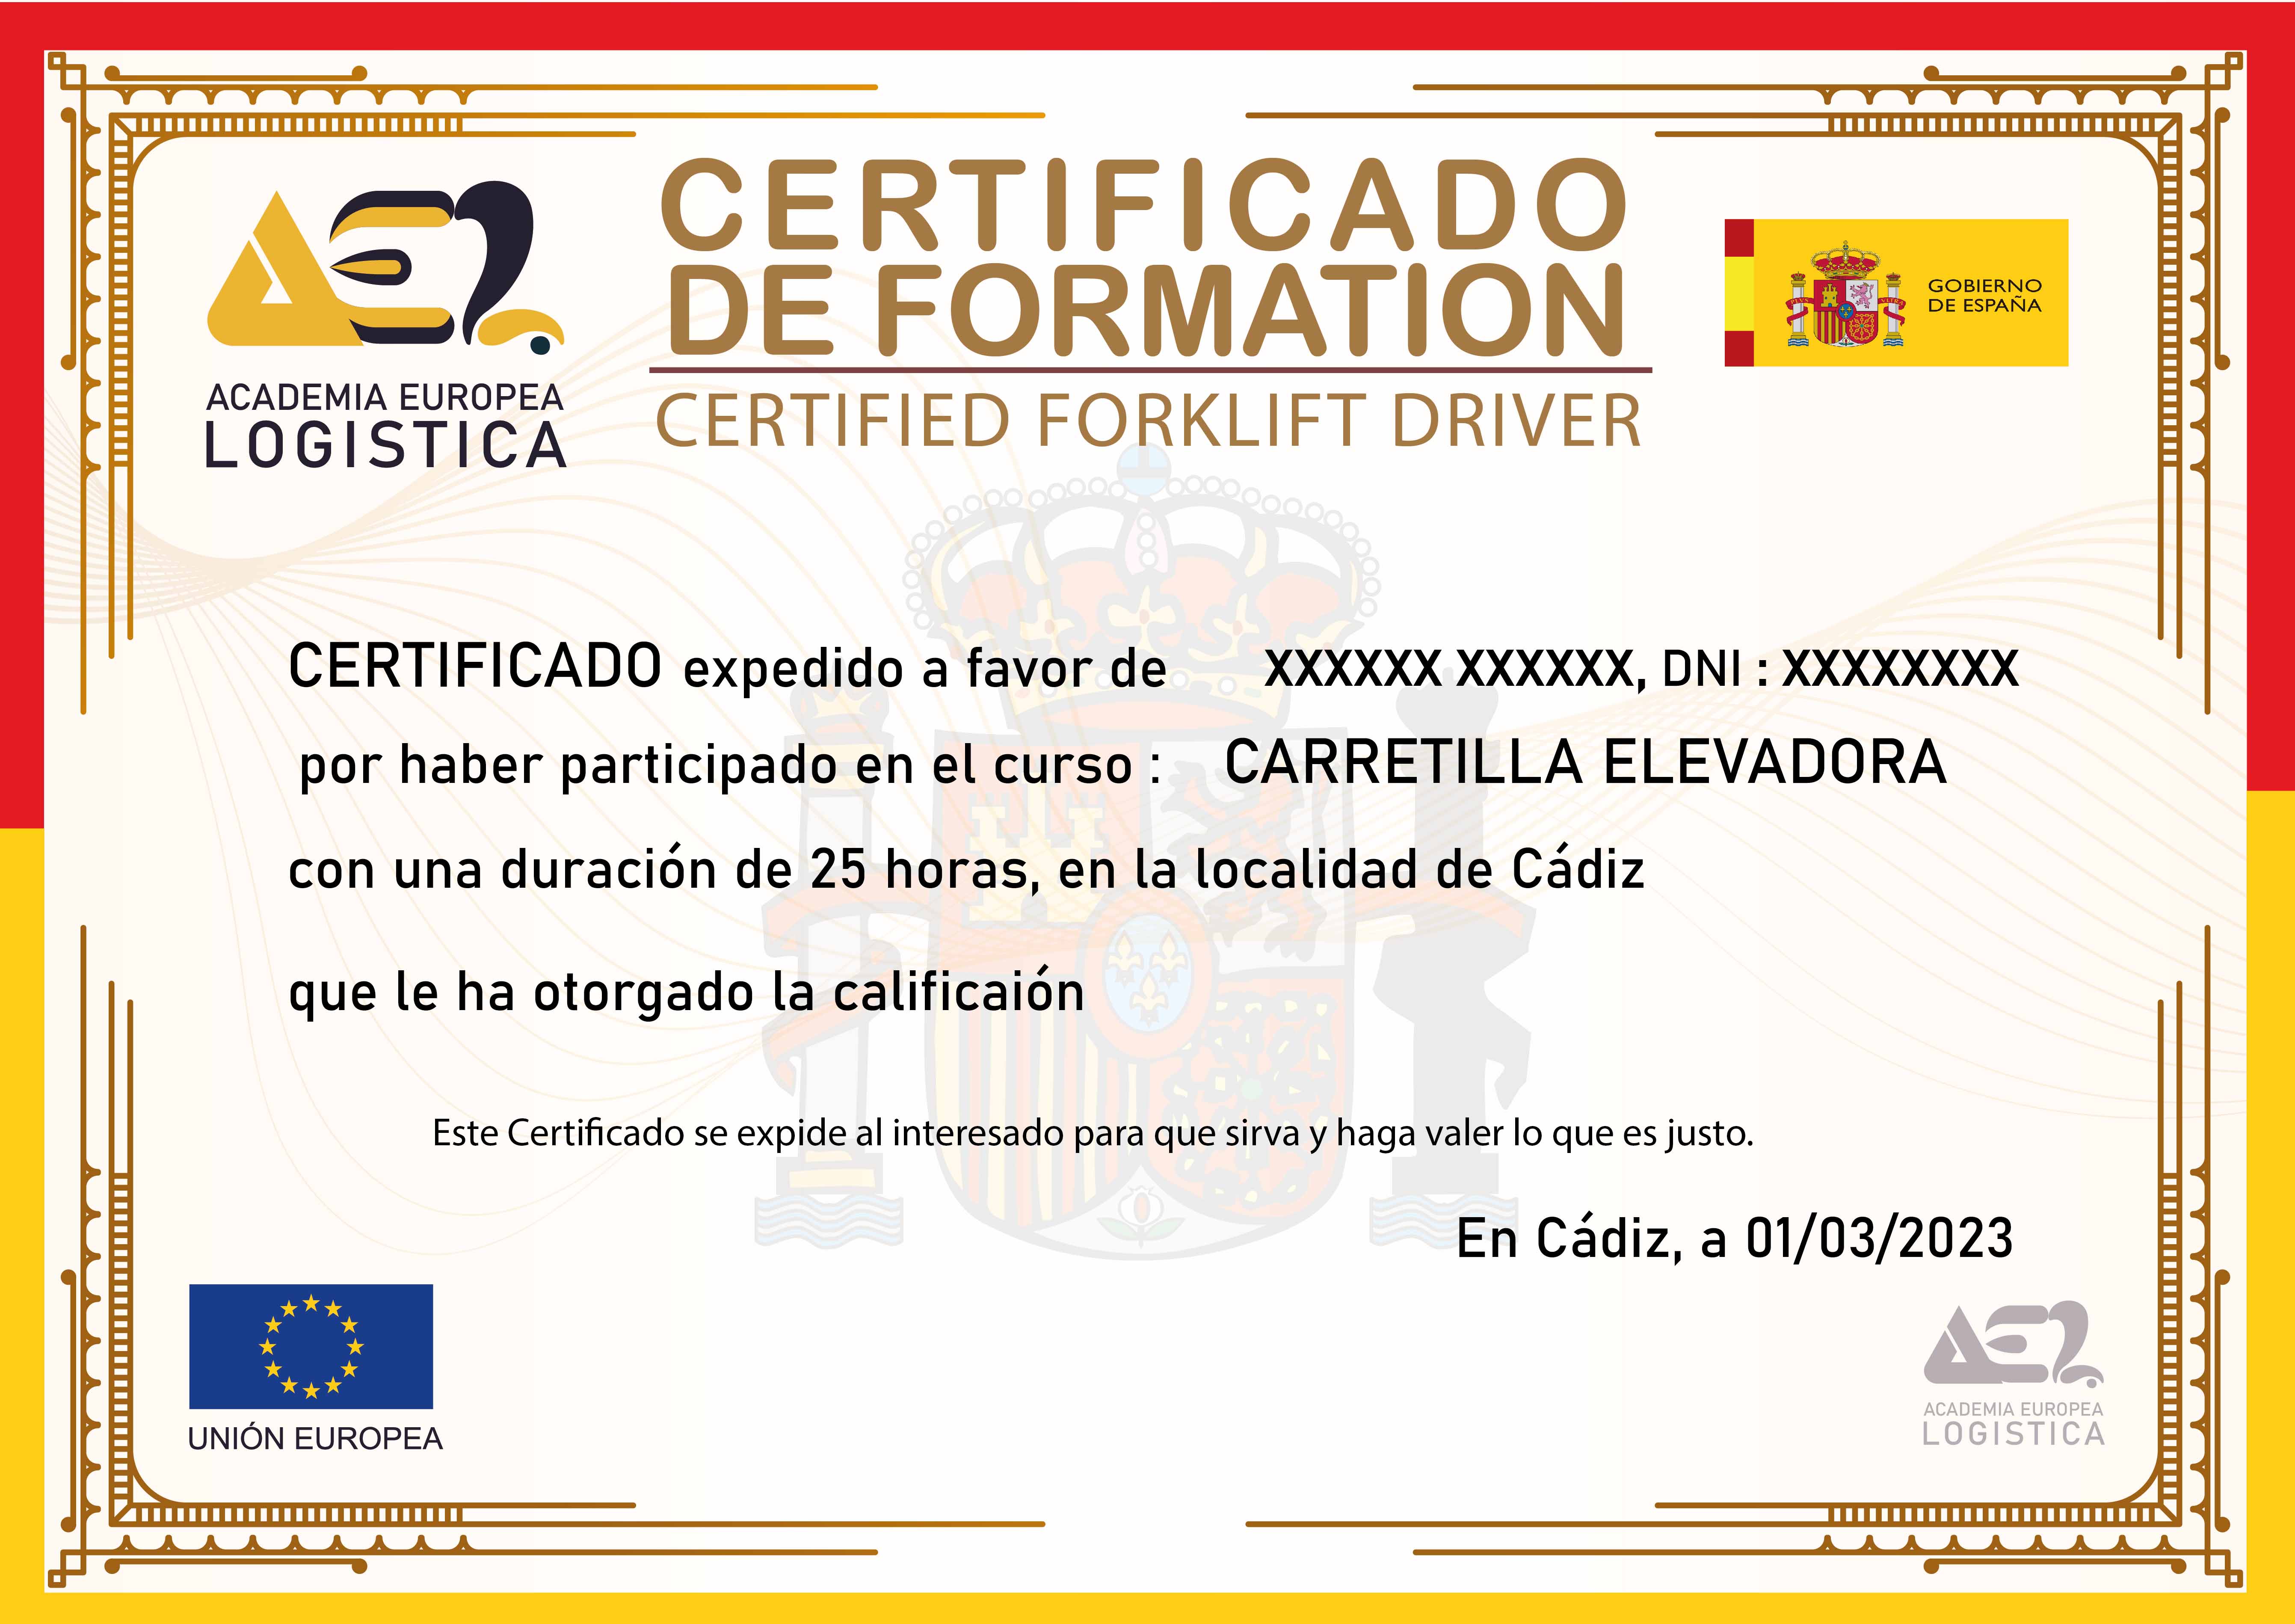 CERTIFICADO
DE FORMATION
CERTIFIED FORKLIFT DRIVER
ACADEMIA EUROPEA
LOGISTICA
GOBIERNO
DE ESPAÑA
CERTIFICADO expedido a favor de XXXXXX XXXXXX, DNI : XXXXXXXX
por haber participado en el curso : CARRETILLA ELEVADORA
con una duración de 25 horas, en la localidad de Cádiz
que le ha otorgado la calificaión
Este Certificado se expide al interesado para que sirva y haga valer lo que es justo.
En Cádiz, a 01/03/2023
UNIÓN EUROPEA
ACADEMIA EUROPEA
LOGISTICA